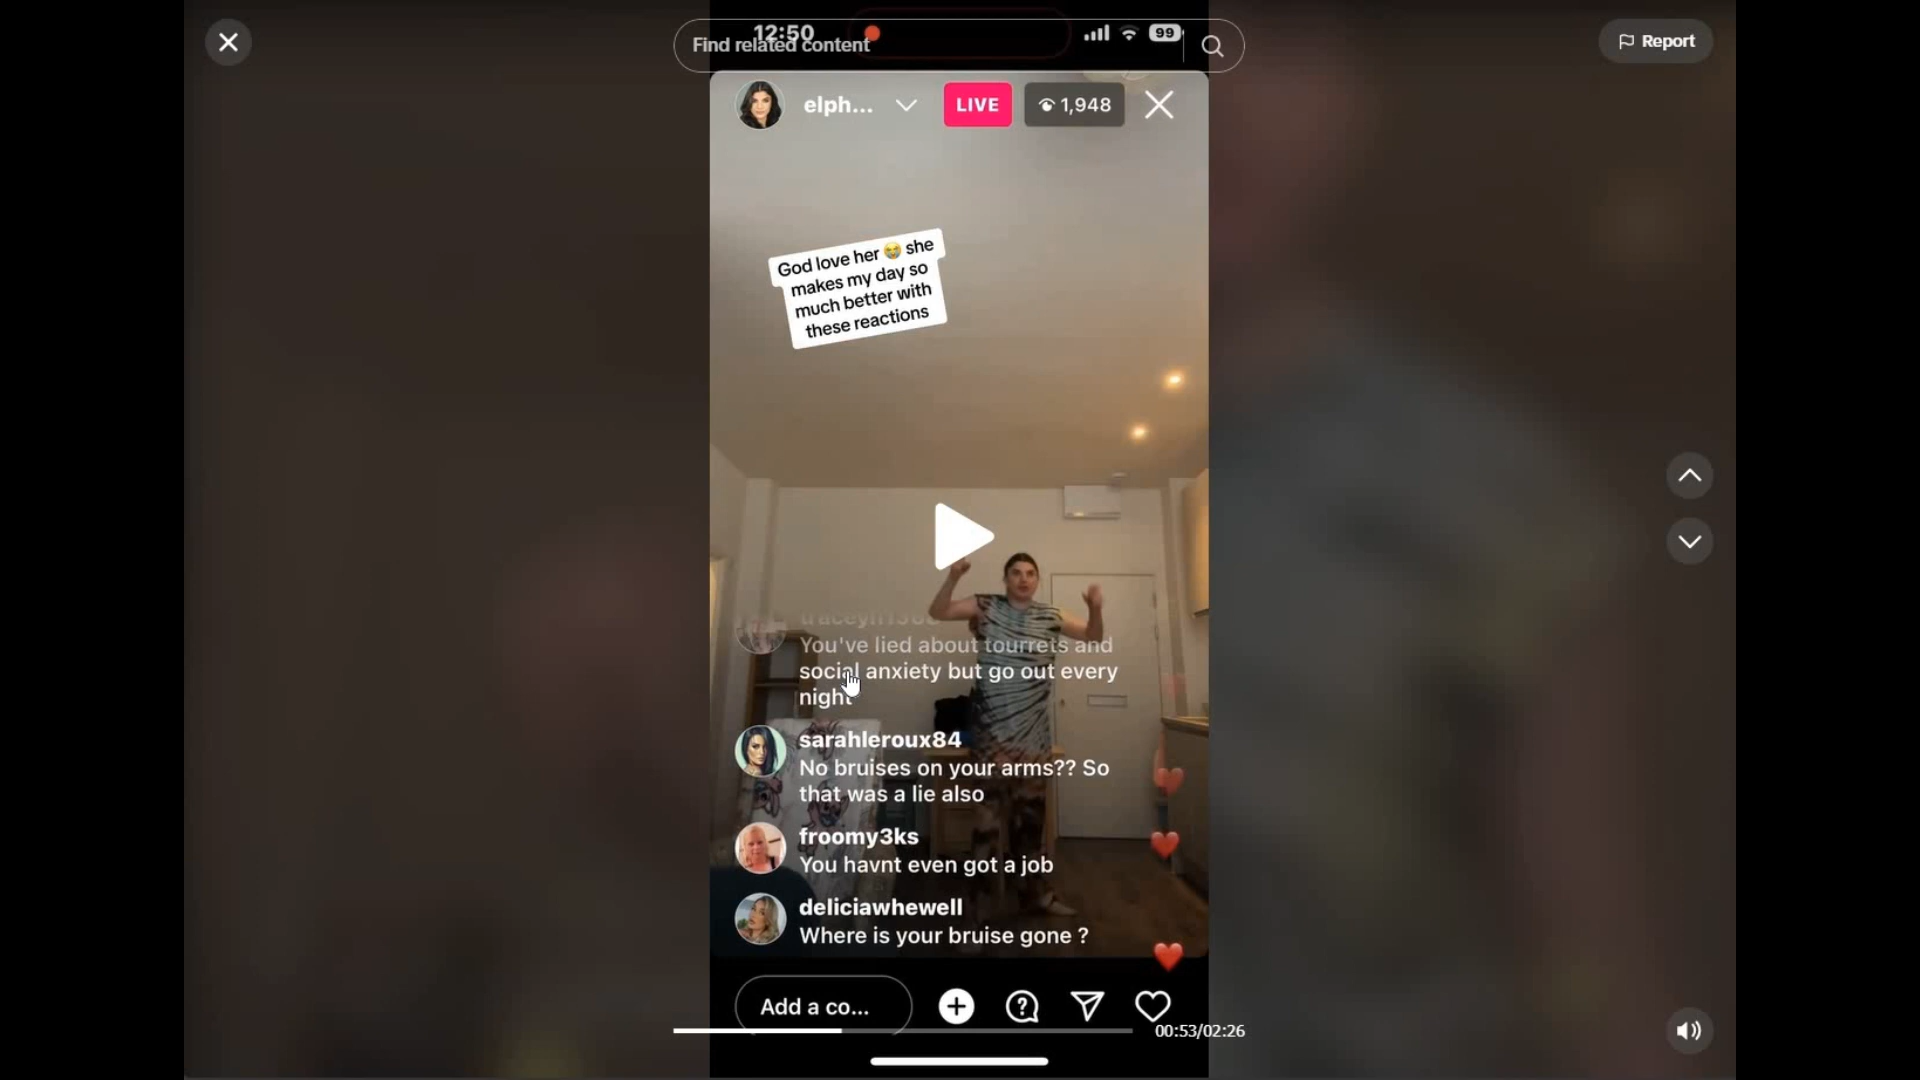 12:50
99
Find related content
Report
elph...
LIVE
1,948
God love her 😭 she
makes my day so
much better with
these reactions
You've lied about tourrets and
social anxiety but go out every
night
sarahleroux84
No bruises on your arms?? So
that was a lie also
froomy3ks
You havnt even got a job
deliciawhewell
Where is your bruise gone ?
Add a co...
00:53/02:26